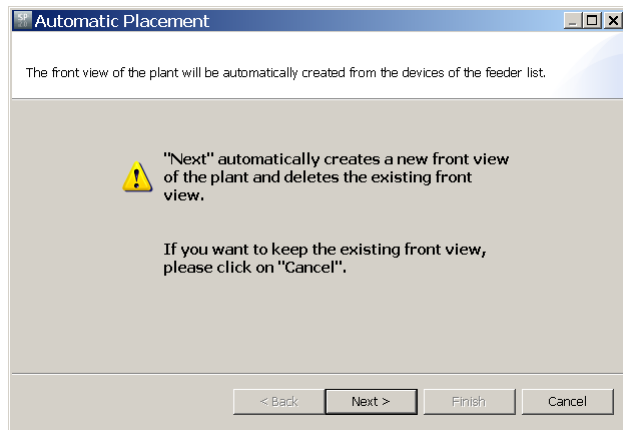 Automatic Placement
The front view of the plant will be automatically created from the devices of the feeder list.
"Next" automatically creates a new front view
of the plant and deletes the existing front
view.
If you want to keep the existing front view,
please click on "Cancel".
< Back Next > Finish Cancel